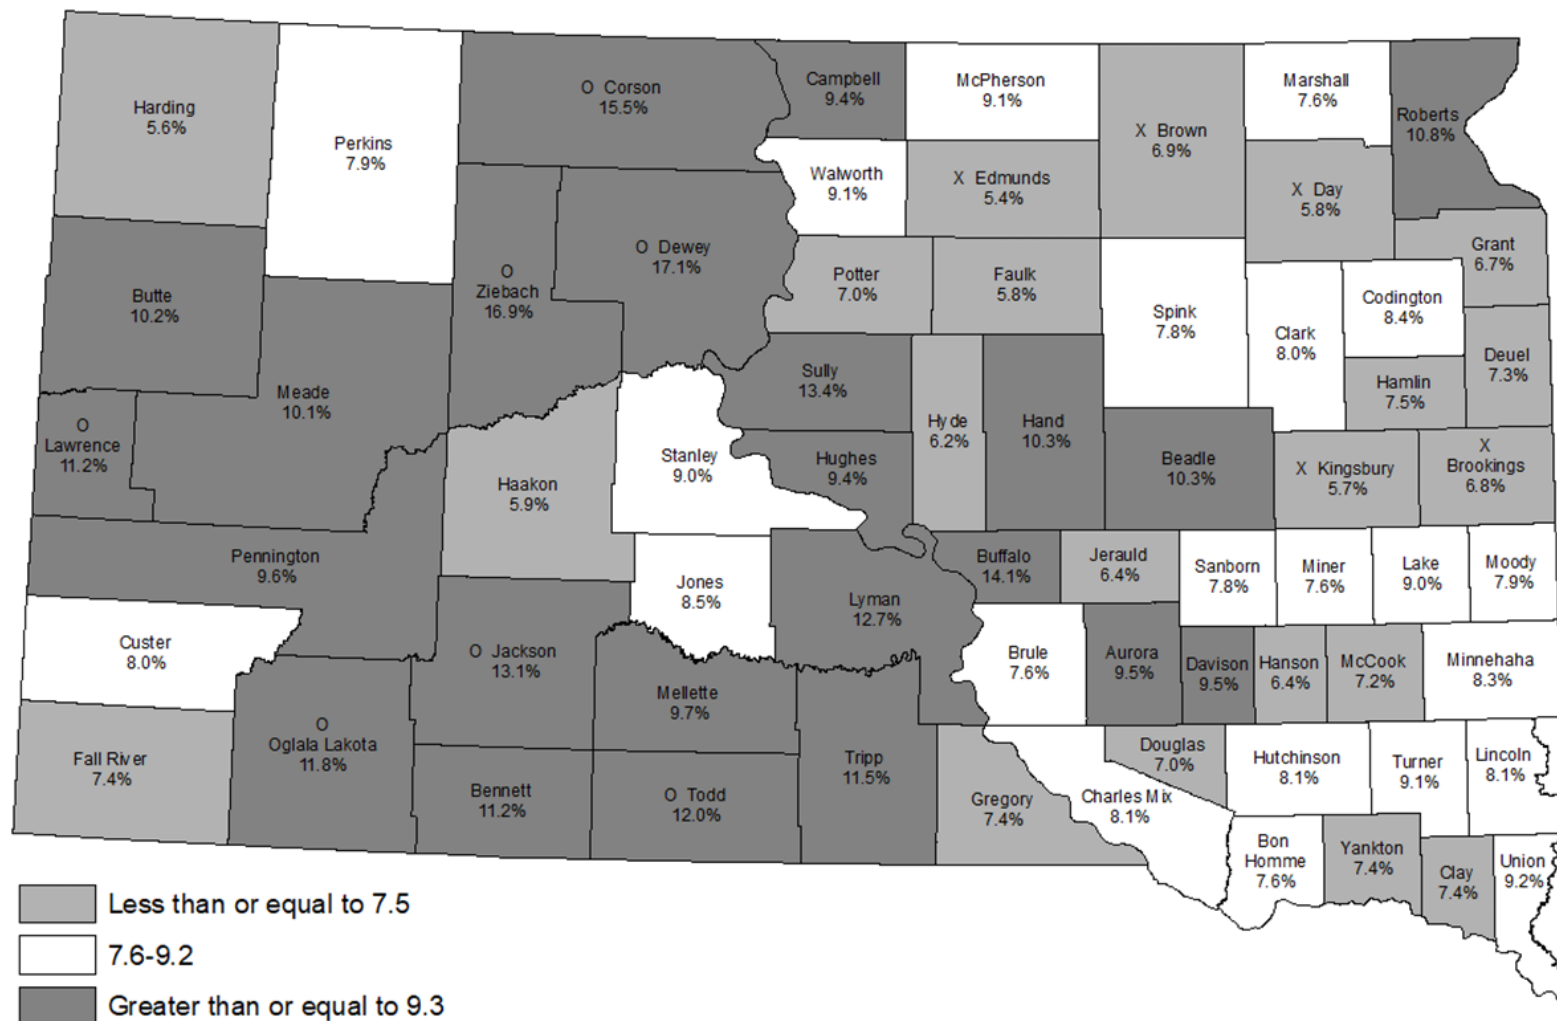 Harding
5.6%
Perkins
7.9%
O Corson
15.5%
Campbell
9.4%
McPherson
9.1%
X Brown
6.9%
Marshall
7.6%
Roberts
10.8%
Walworth
9.1%
X Edmunds
5.4%
X Day
5.8%
Butte
10.2%
O
Ziebach
16.9%
O Dewey
17.1%
Potter
7.0%
Faulk
5.8%
Spink
7.8%
Clark
8.0%
Codington
8.4%
Grant
6.7%
Meade
10.1%
Sully
13.4%
Hyde
6.2%
Hand
10.3%
Hamlin
7.5%
Deuel
7.3%
O
Lawrence
11.2%
Haakon
5.9%
Stanley
9.0%
Hughes
9.4%
Beadle
10.3%
X Kingsbury
5.7%
X
Brookings
6.8%
Pennington
9.6%
Jones
8.5%
Lyman
12.7%
Buffalo
14.1%
Jerauld
6.4%
Sanborn
7.8%
Miner
7.6%
Lake
9.0%
Moody
7.9%
Custer
8.0%
O Jackson
13.1%
Mellette
9.7%
Brule
7.6%
Aurora
9.5%
Davison
9.5%
Hanson
6.4%
McCook
7.2%
Minnehaha
8.3%
Fall River
7.4%
O
Oglala Lakota
11.8%
Bennett
11.2%
O Todd
12.0%
Tripp
11.5%
Gregory
7.4%
Charles Mix
8.1%
Douglas
7.0%
Hutchinson
8.1%
Turner
9.1%
Lincoln
8.1%
Bon
Homme
7.6%
Yankton
7.4%
Clay
7.4%
Union
9.2%
Less than or equal to 7.5
7.6-9.2
Greater than or equal to 9.3